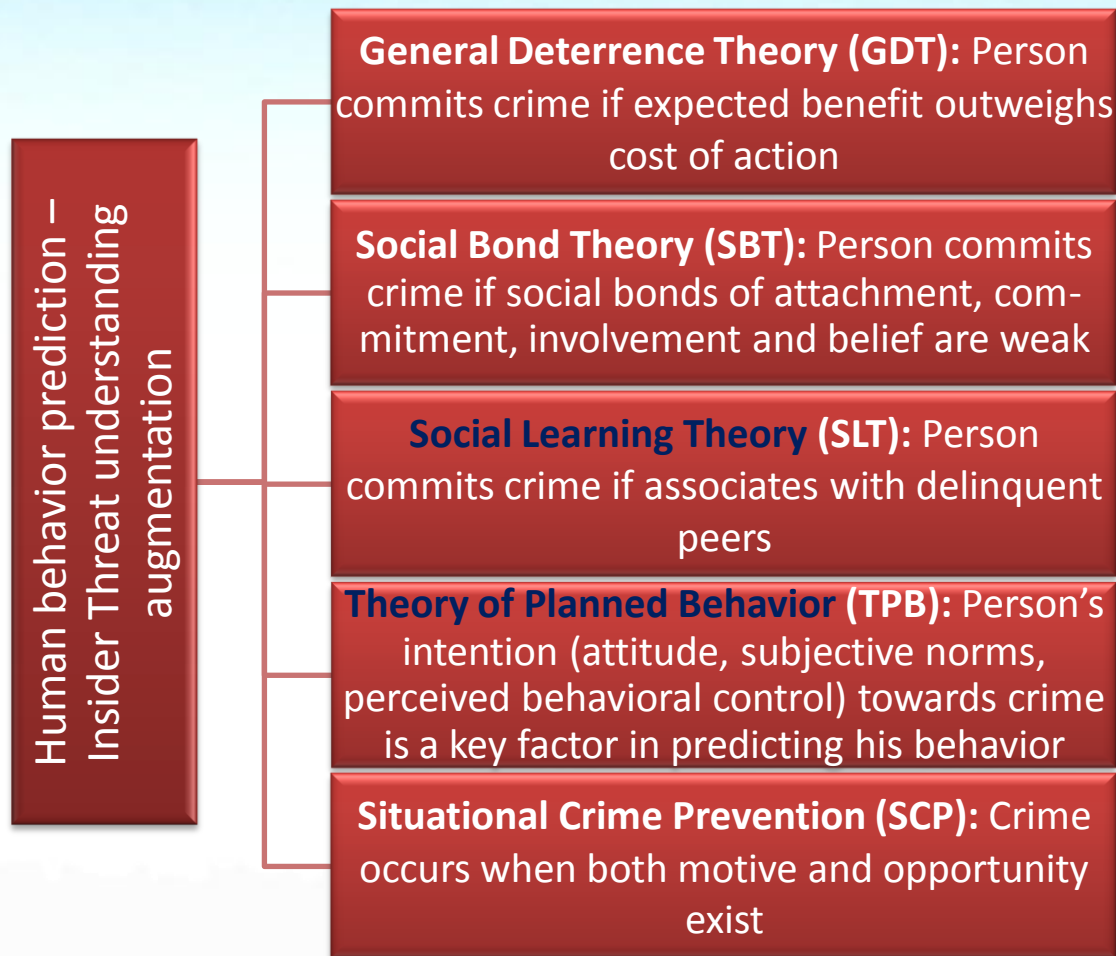 Human behavior prediction –
Insider Threat understanding
augmentation
General Deterrence Theory (GDT): Person
commits crime if expected benefit outweighs
cost of action
Social Bond Theory (SBT): Person commits
crime if social bonds of attachment, com-
mitment, involvement and belief are weak
Social Learning Theory (SLT): Person
commits crime if associates with delinquent
peers
Theory of Planned Behavior (TPB): Person’s
intention (attitude, subjective norms,
perceived behavioral control) towards crime
is a key factor in predicting his behavior
Situational Crime Prevention (SCP): Crime
occurs when both motive and opportunity
exist